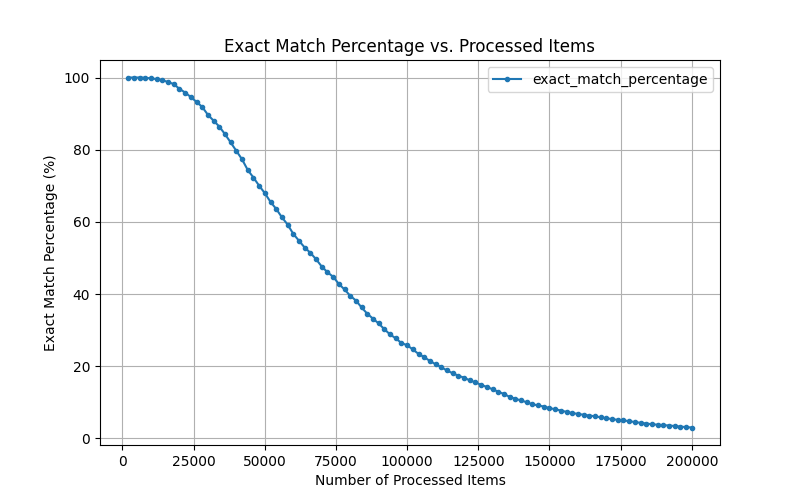 Exact Match Percentage vs. Processed Items
exact_match_percentage
Exact Match Percentage (%)
100
80
60
40
20
0
0 25000 50000 75000 100000 125000 150000 175000 200000
Number of Processed Items